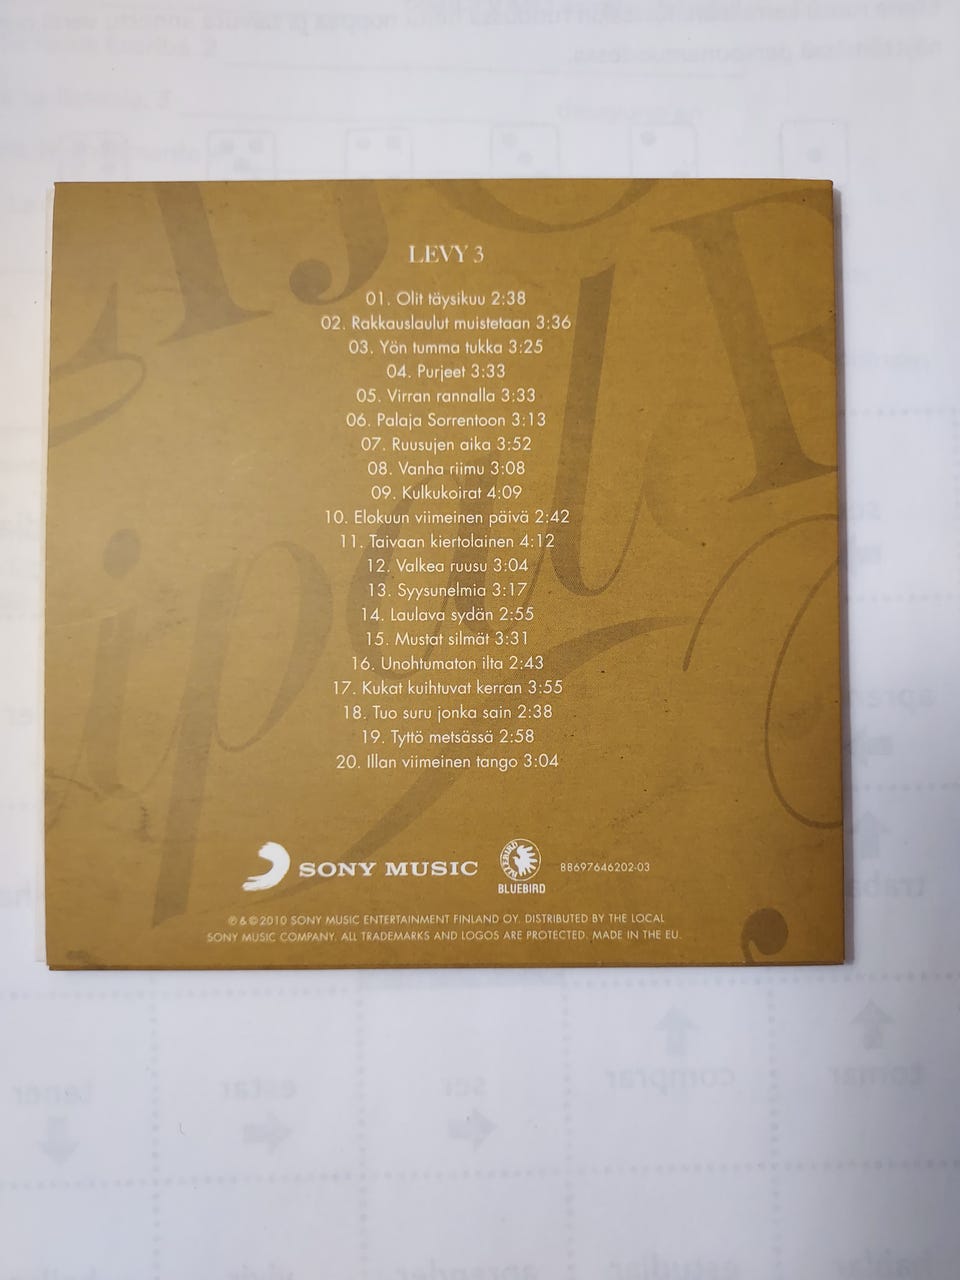 LEVY 3
01. Olit täysikuu 2:38
02. Rakkauslaulut muistetaan 3:36
03. Yön tumma tukka 3:25
04. Purjeet 3:33
05. Virran rannalla 3:33
06. Palaja Sorrentoon 3:13
07. Ruusujen aika 3:52
08. Vanha riimu 3:08
09. Kulkukoirat 4:09
10. Elokuun viimeinen päivä 2:42
11. Taivaan kiertolainen 4:12
12. Valkea ruusu 3:04
13. Syysunelmia 3:17
14. Laulava sydän 2:55
15. Mustat silmät 3:31
16. Unohtumaton ilta 2:43
17. Kukat kuihtuvat kerran 3:55
18. Tuo suru jonka sain 2:38
19. Tyttö metsässä 2:58
20. Illan viimeinen tango 3:04
SONY MUSIC
BLUEBIRD
BLUEBIRD
88697646202-03
℗ & © 2010 SONY MUSIC ENTERTAINMENT FINLAND OY. DISTRIBUTED BY THE LOCAL
SONY MUSIC COMPANY. ALL TRADEMARKS AND LOGOS ARE PROTECTED. MADE IN THE EU.
tener
estar
ser
comprar
tomar